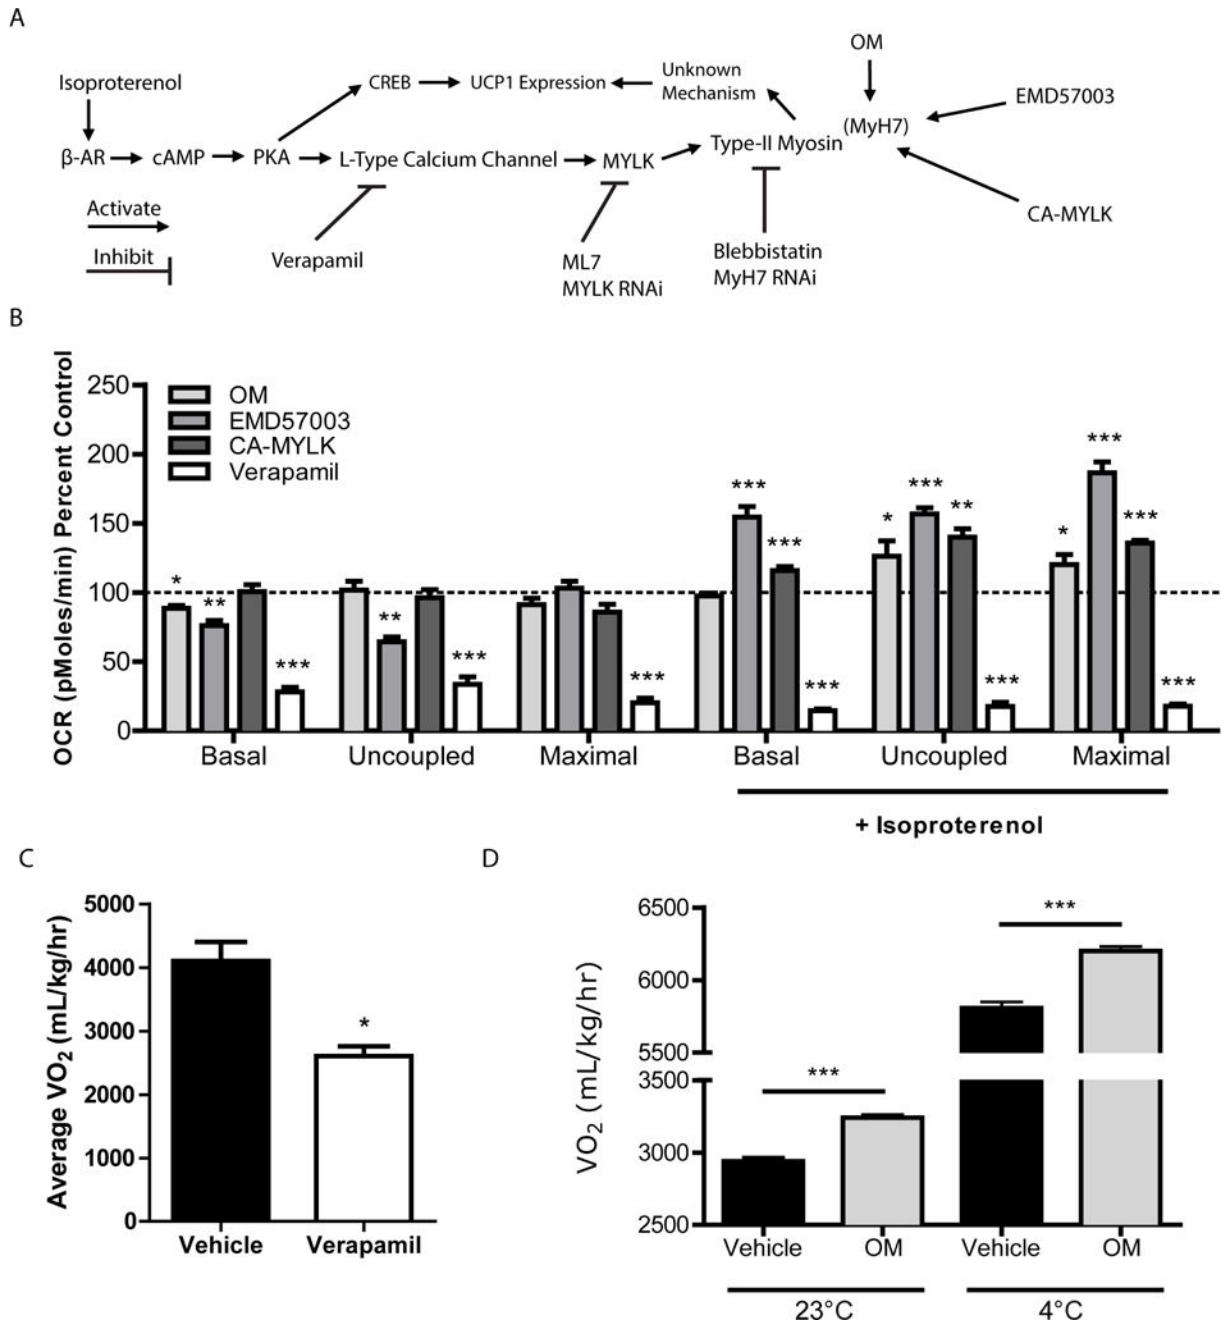 A
OM
Isoproterenol
CREB
UCP1 Expression
Unknown
Mechanism
EMD57003
(MyH7)
β-AR
cAMP
PKA
L-Type Calcium Channel
MYLK
Type-II Myosin
Activate
CA-MYLK
Inhibit
Verapamil
ML7
MYLK RNAi
Blebbistatin
MyH7 RNAi
B
OCR (pMoles/min) Percent Control
250
200
150
100
50
0
OM
EMD57003
CA-MYLK
Verapamil
* ** ***
** ***
***
*** *** ***
* *** ** ***
* *** *** ***
Basal Uncoupled Maximal Basal Uncoupled Maximal
+ Isoproterenol
C
Average VO₂ (mL/kg/hr)
5000
4000
3000
2000
1000
0
*
Vehicle Verapamil
D
VO₂ (mL/kg/hr)
6500
6000
5500
3500
3000
2500
***
***
Vehicle OM Vehicle OM
23°C 4°C